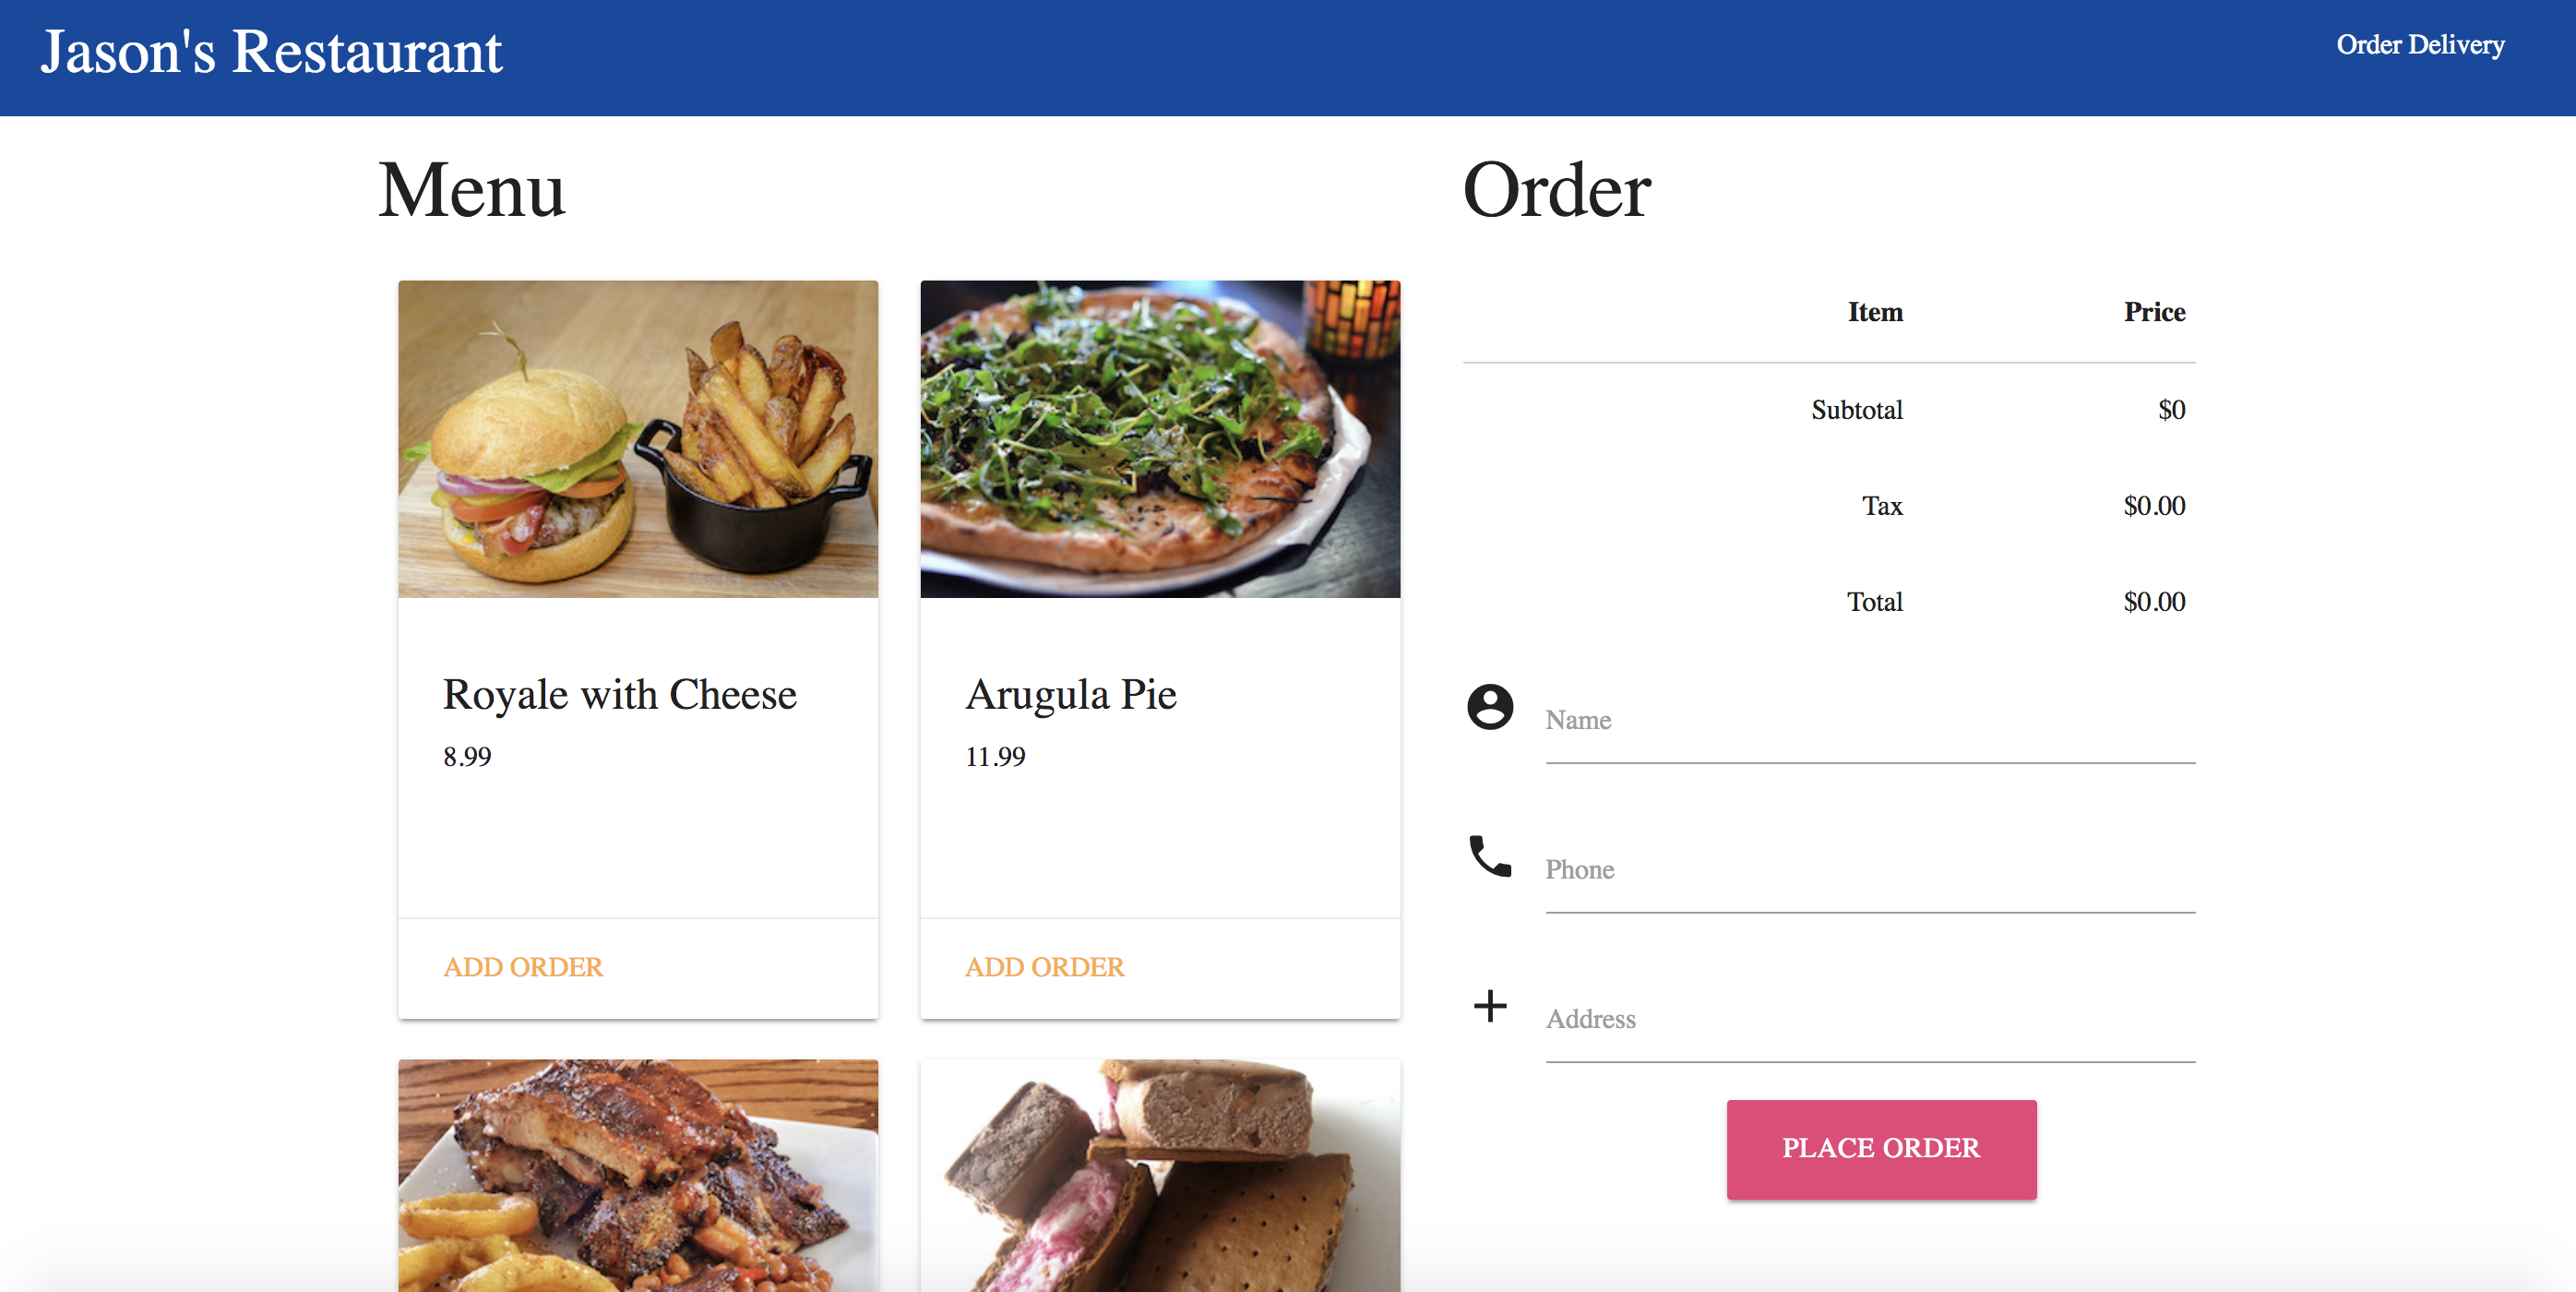 Jason's Restaurant
Order Delivery
Menu
Royale with Cheese
8.99
ADD ORDER
Arugula Pie
11.99
ADD ORDER
Order
Item Price
Subtotal $0
Tax $0.00
Total $0.00
Name
Phone
Address
PLACE ORDER